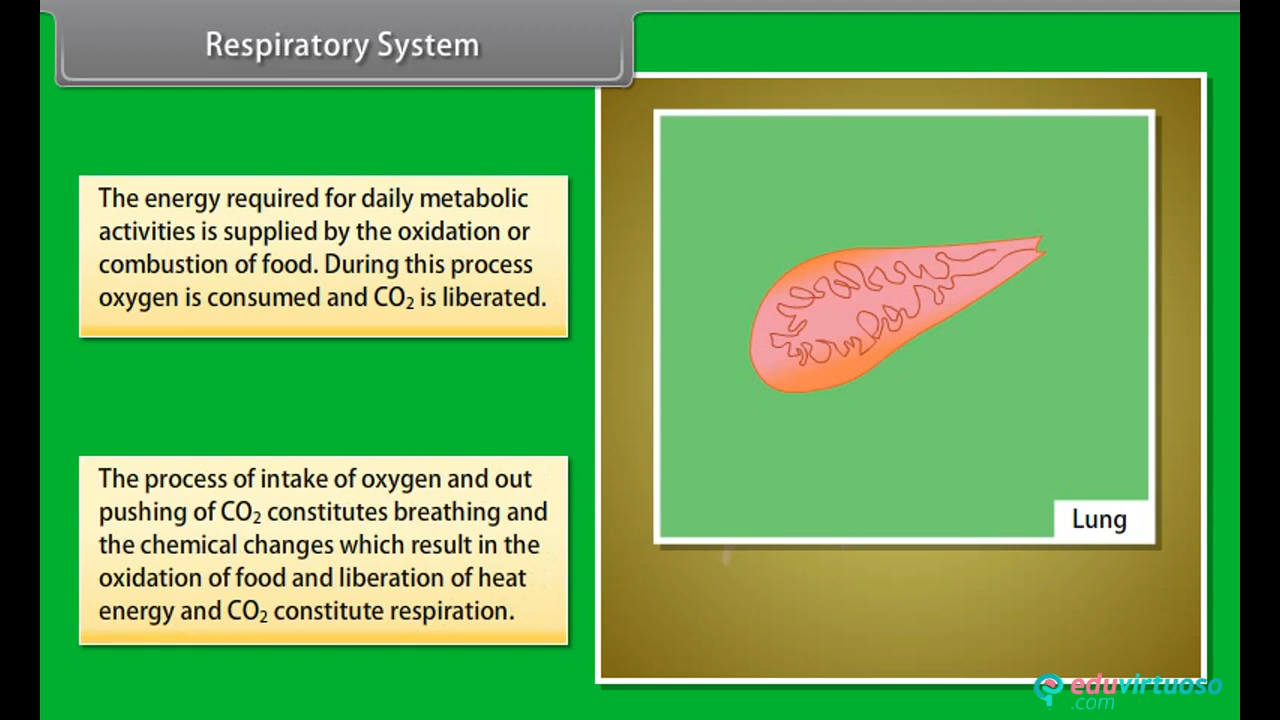 Respiratory System
The energy required for daily metabolic
activities is supplied by the oxidation or
combustion of food. During this process
oxygen is consumed and CO₂ is liberated.
The process of intake of oxygen and out
pushing of CO₂ constitutes breathing and
the chemical changes which result in the
oxidation of food and liberation of heat
energy and CO₂ constitute respiration.
Lung
eduvirtuoso
.com